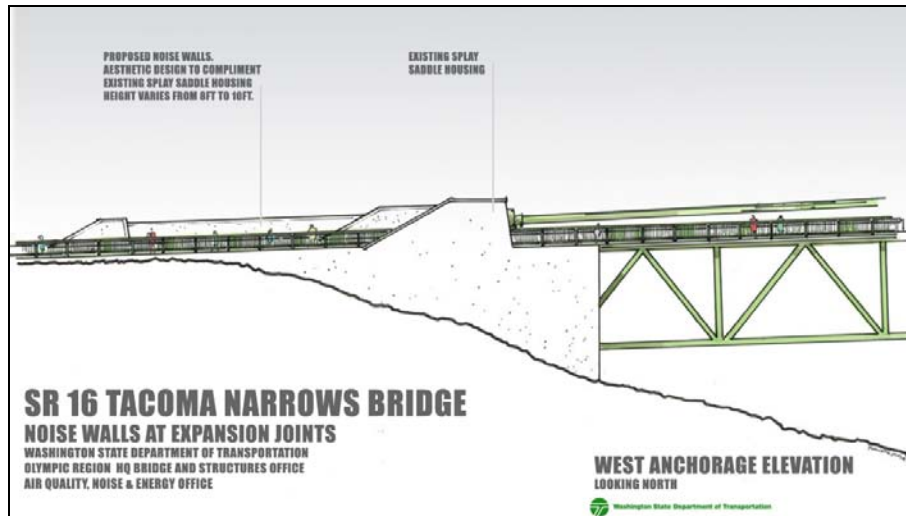 PROPOSED NOISE WALLS.
AESTHETIC DESIGN TO COMPLIMENT
EXISTING SPLAY SADDLE HOUSING
HEIGHT VARIES FROM 8FT TO 10FT.
EXISTING SPLAY
SADDLE HOUSING
SR 16 TACOMA NARROWS BRIDGE
NOISE WALLS AT EXPANSION JOINTS
WASHINGTON STATE DEPARTMENT OF TRANSPORTATION
OLYMPIC REGION HQ BRIDGE AND STRUCTURES OFFICE
AIR QUALITY, NOISE & ENERGY OFFICE
WEST ANCHORAGE ELEVATION
LOOKING NORTH
Washington State Department of Transportation